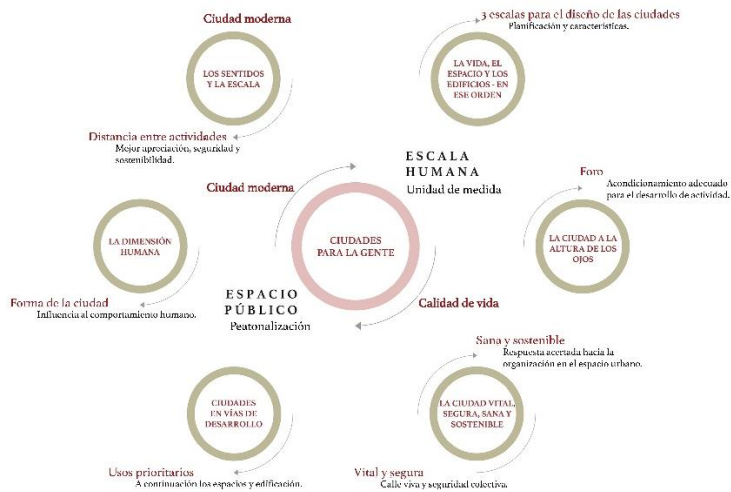 Ciudad moderna
LOS SENTIDOS
Y LA ESCALA
Distancia entre actividades
Mejor apreciación, seguridad y
sostenibilidad.
3 escalas para el diseño de las ciudades
Planificación y características.
LA VIDA, EL
ESPACIO Y LOS
EDIFICIOS - EN
ESE ORDEN
ESCALA
HUMANA
Unidad de medida
Ciudad moderna
CIUDADES
PARA LA GENTE
Calidad de vida
ESPACIO
PÚBLICO
Peatonalización
LA DIMENSIÓN
HUMANA
Forma de la ciudad
Influencia al comportamiento humano.
Foro
Acondicionamiento adecuado
para el desarrollo de actividad.
LA CIUDAD A LA
ALTURA DE LOS
OJOS
CIUDADES
EN VÍAS DE
DESARROLLO
Usos prioritarios
A continuación los espacios y edificación.
Sana y sostenible
Respuesta acertada hacia la
organización en el espacio urbano.
LA CIUDAD VITAL,
SEGURA, SANA Y
SOSTENIBLE
Vital y segura
Calle viva y seguridad colectiva.